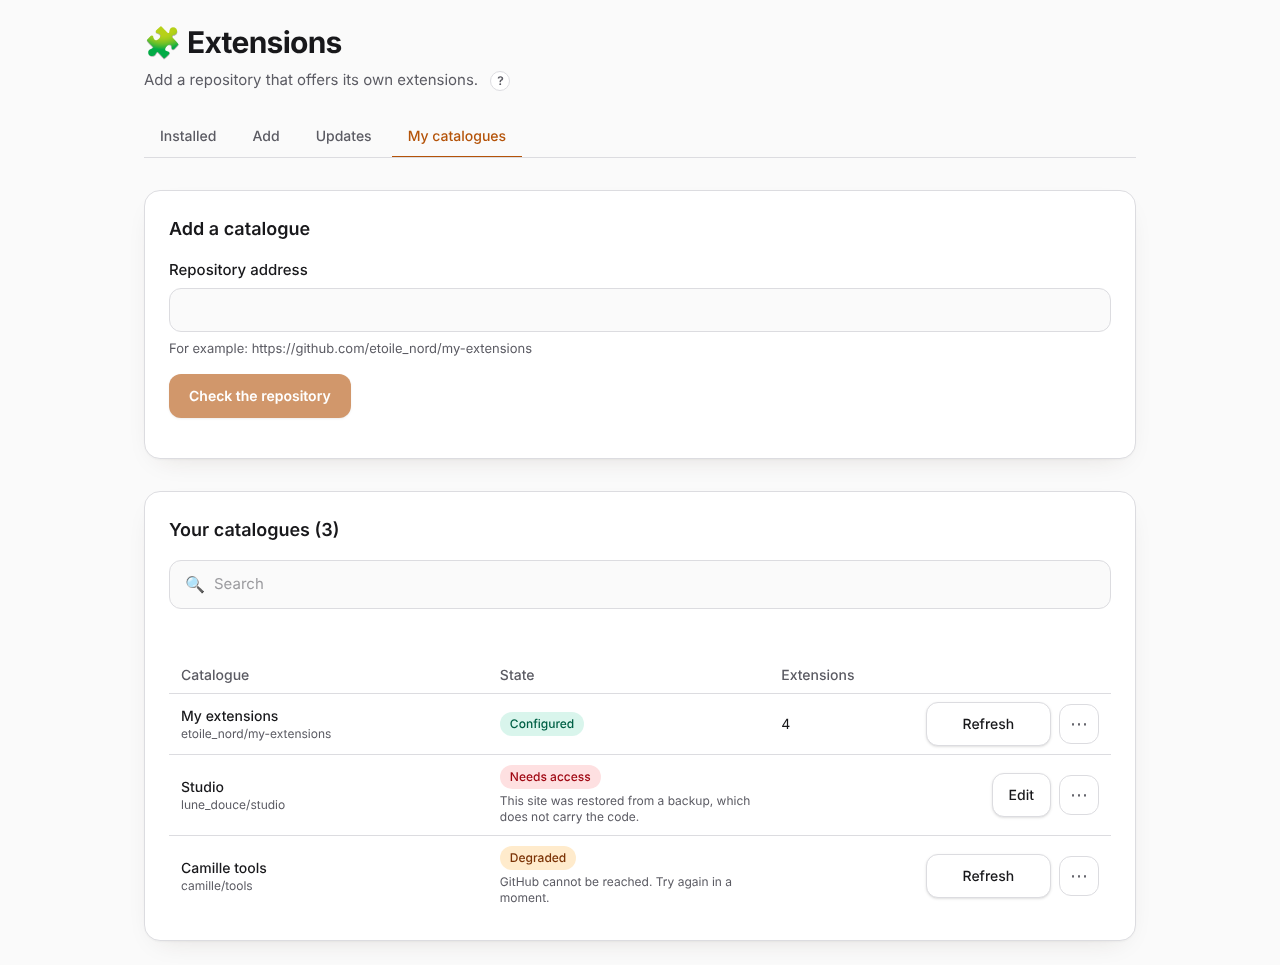 Extensions
Add a repository that offers its own extensions. ?
Installed Add Updates My catalogues
Add a catalogue
Repository address
For example: https://github.com/etoile_nord/my-extensions
Check the repository
Your catalogues (3)
Search
Catalogue State Extensions
My extensions
etoile_nord/my-extensions
Configured
4
Refresh
...
Studio
lune_douce/studio
Needs access
This site was restored from a backup, which
does not carry the code.
Edit
...
Camille tools
camille/tools
Degraded
GitHub cannot be reached. Try again in a
moment.
Refresh
...